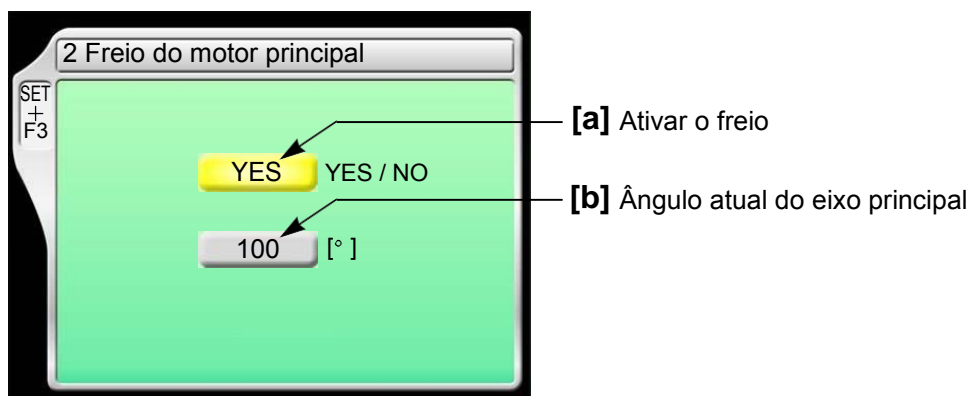 2 Freio do motor principal
SET
+
F3
[a] Ativar o freio
YES YES / NO
[b] Ângulo atual do eixo principal
100 [° ]